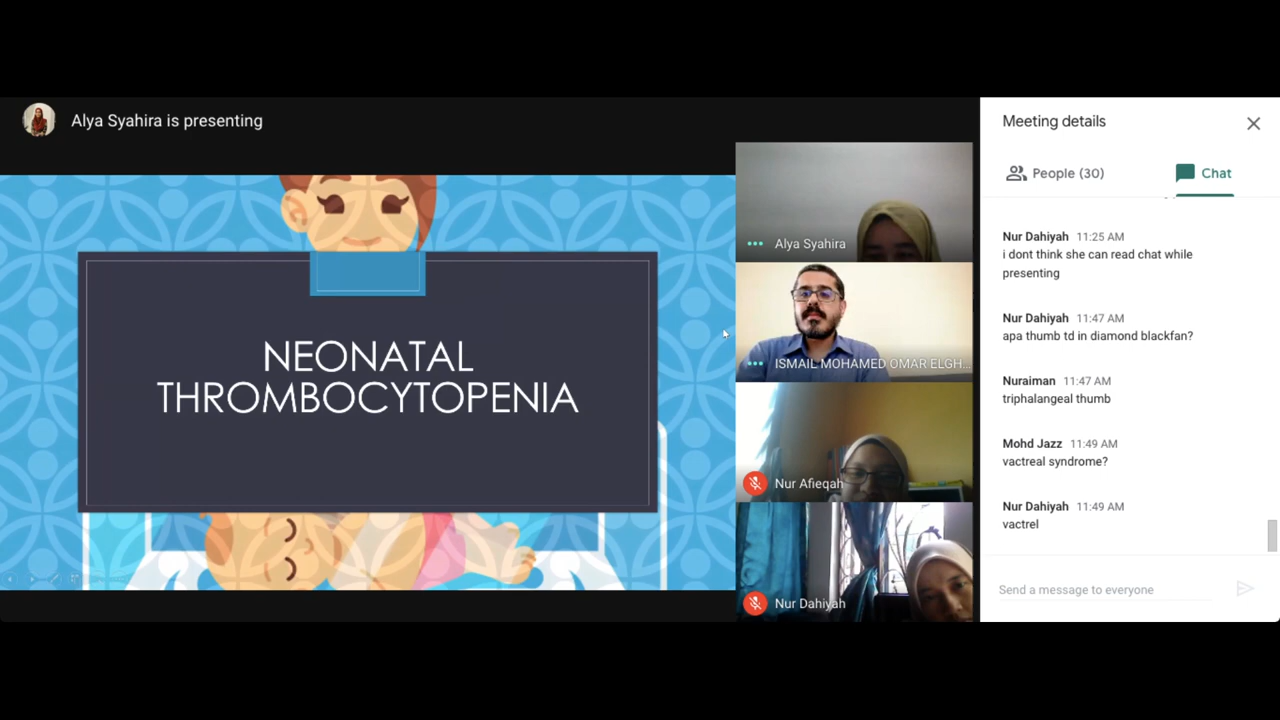 Alya Syahira is presenting
NEONATAL
THROMBOCYTOPENIA
Alya Syahira
ISMAIL MOHAMED OMAR ELGH...
Nur Afieqah
Nur Dahiyah
Meeting details
People (30)
Chat
Nur Dahiyah 11:25 AM
i dont think she can read chat while
presenting
Nur Dahiyah 11:47 AM
apa thumb td in diamond blackfan?
Nuraiman 11:47 AM
triphalangeal thumb
Mohd Jazz 11:49 AM
vactreal syndrome?
Nur Dahiyah 11:49 AM
vactrel
Send a message to everyone